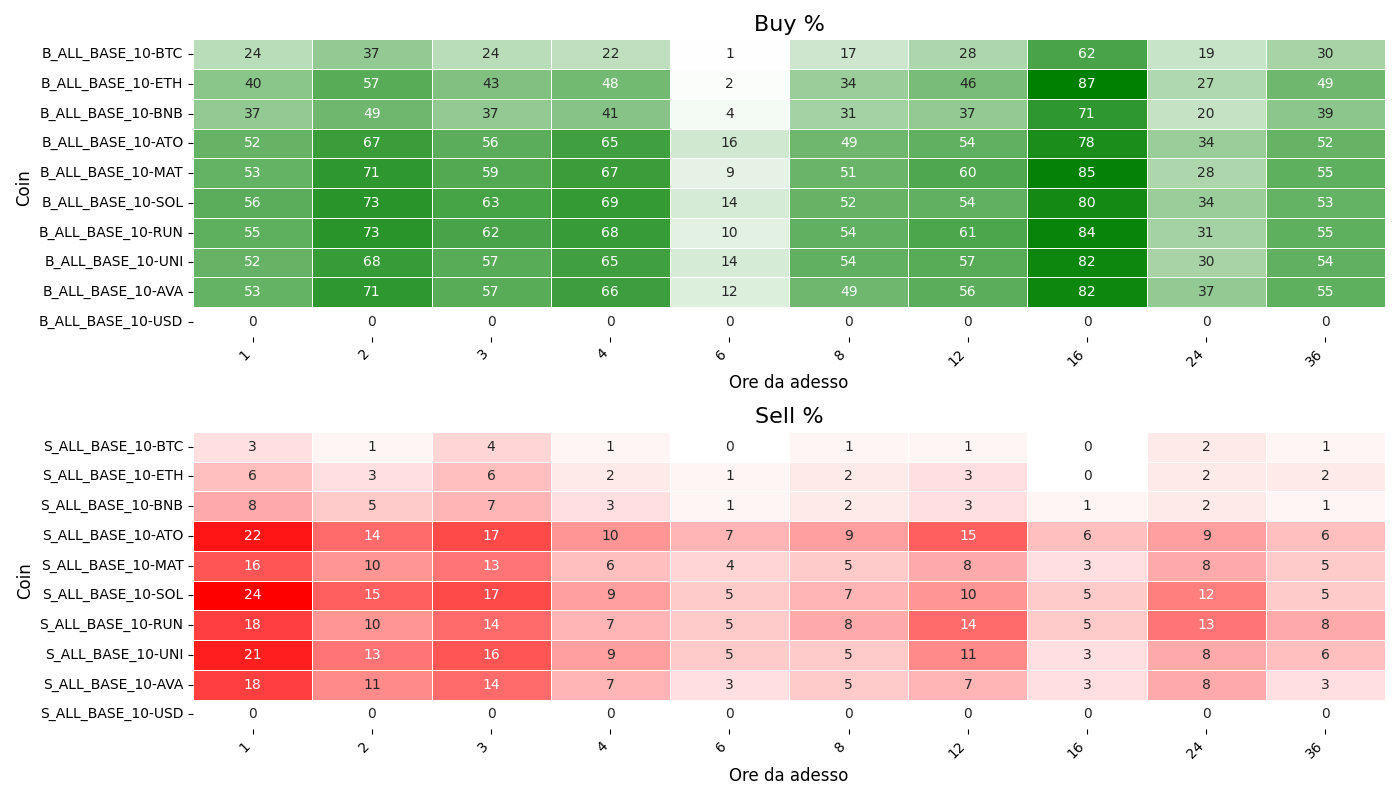 Buy %
Coin
B_ALL_BASE_10-BTC 24 37 24 22 1 17 28 62 19 30
B_ALL_BASE_10-ETH 40 57 43 48 2 34 46 87 27 49
B_ALL_BASE_10-BNB 37 49 37 41 4 31 37 71 20 39
B_ALL_BASE_10-ATO 52 67 56 65 16 49 54 78 34 52
B_ALL_BASE_10-MAT 53 71 59 67 9 51 60 85 28 55
B_ALL_BASE_10-SOL 56 73 63 69 14 52 54 80 34 53
B_ALL_BASE_10-RUN 55 73 62 68 10 54 61 84 31 55
B_ALL_BASE_10-UNI 52 68 57 65 14 54 57 82 30 54
B_ALL_BASE_10-AVA 53 71 57 66 12 49 56 82 37 55
B_ALL_BASE_10-USD 0 0 0 0 0 0 0 0 0 0
1 2 3 4 6 8 12 16 24 36
Ore da adesso
Sell %
Coin
S_ALL_BASE_10-BTC 3 1 4 1 0 1 1 0 2 1
S_ALL_BASE_10-ETH 6 3 6 2 1 2 3 0 2 2
S_ALL_BASE_10-BNB 8 5 7 3 1 2 3 1 2 1
S_ALL_BASE_10-ATO 22 14 17 10 7 9 15 6 9 6
S_ALL_BASE_10-MAT 16 10 13 6 4 5 8 3 8 5
S_ALL_BASE_10-SOL 24 15 17 9 5 7 10 5 12 5
S_ALL_BASE_10-RUN 18 10 14 7 5 8 14 5 13 8
S_ALL_BASE_10-UNI 21 13 16 9 5 5 11 3 8 6
S_ALL_BASE_10-AVA 18 11 14 7 3 5 7 3 8 3
S_ALL_BASE_10-USD 0 0 0 0 0 0 0 0 0 0
1 2 3 4 6 8 12 16 24 36
Ore da adesso